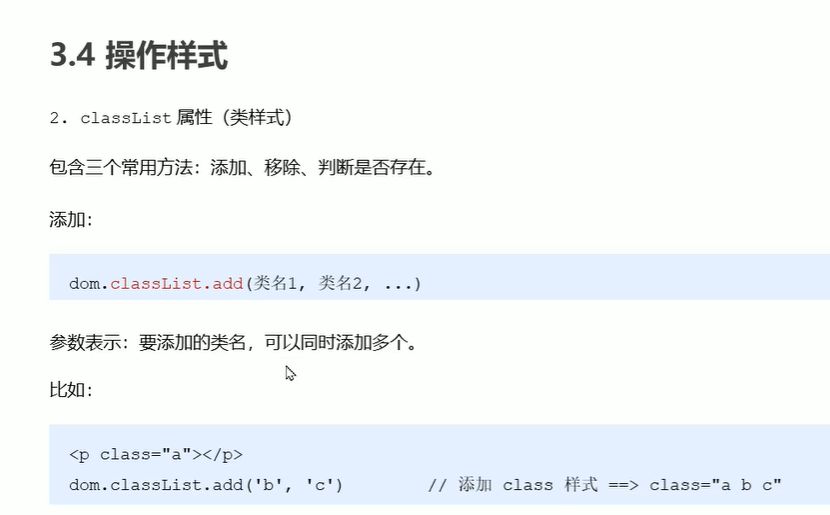 3.4 操作样式
2. classList 属性（类样式）
包含三个常用方法：添加、移除、判断是否存在。
添加：
dom.classList.add(类名1, 类名2, ...)
参数表示：要添加的类名，可以同时添加多个。
比如：
<p class="a"></p>
dom.classList.add('b', 'c') // 添加 class 样式 ==> class="a b c"